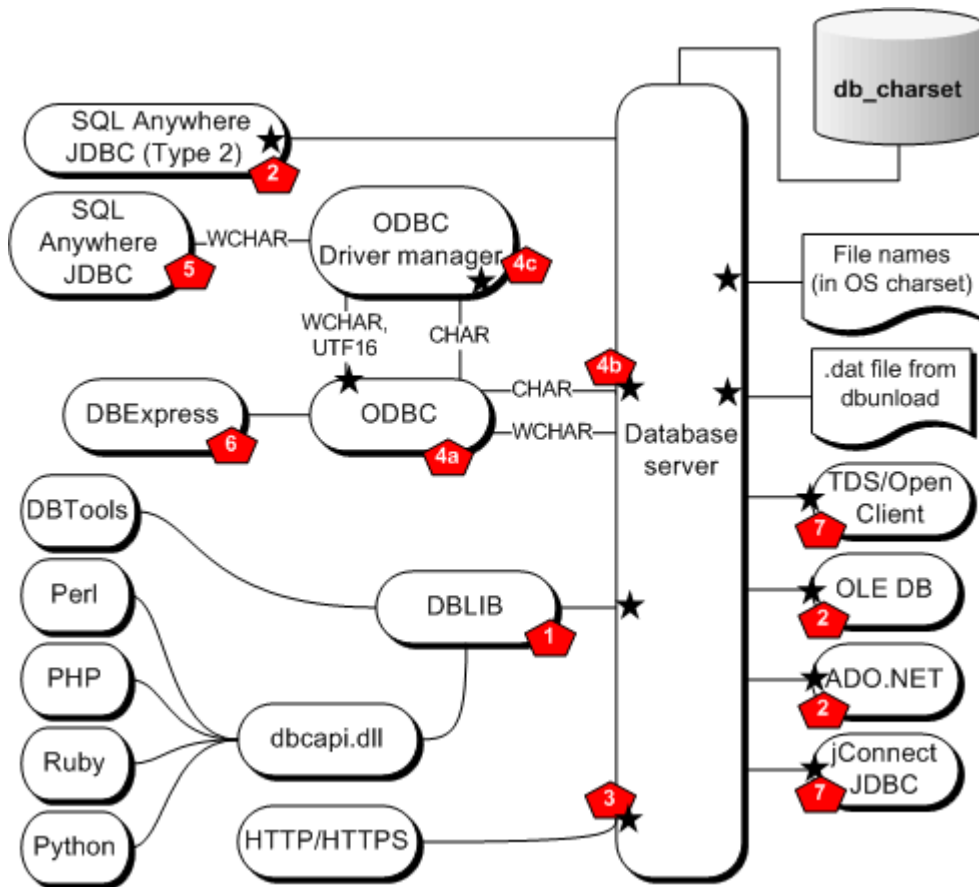 db_charset
SQL Anywhere
JDBC (Type 2)
2
SQL
Anywhere
JDBC
5
WCHAR
ODBC
Driver manager
4c
File names
(in OS charset)
WCHAR,
UTF16
CHAR
4b
.dat file from
dbunload
DBExpress
6
ODBC
4a
CHAR
WCHAR
Database
server
TDS/Open
Client
7
DBTools
Perl
PHP
Ruby
Python
DBLIB
1
dbcapi.dll
HTTP/HTTPS
3
OLE DB
2
ADO.NET
2
jConnect
JDBC
7